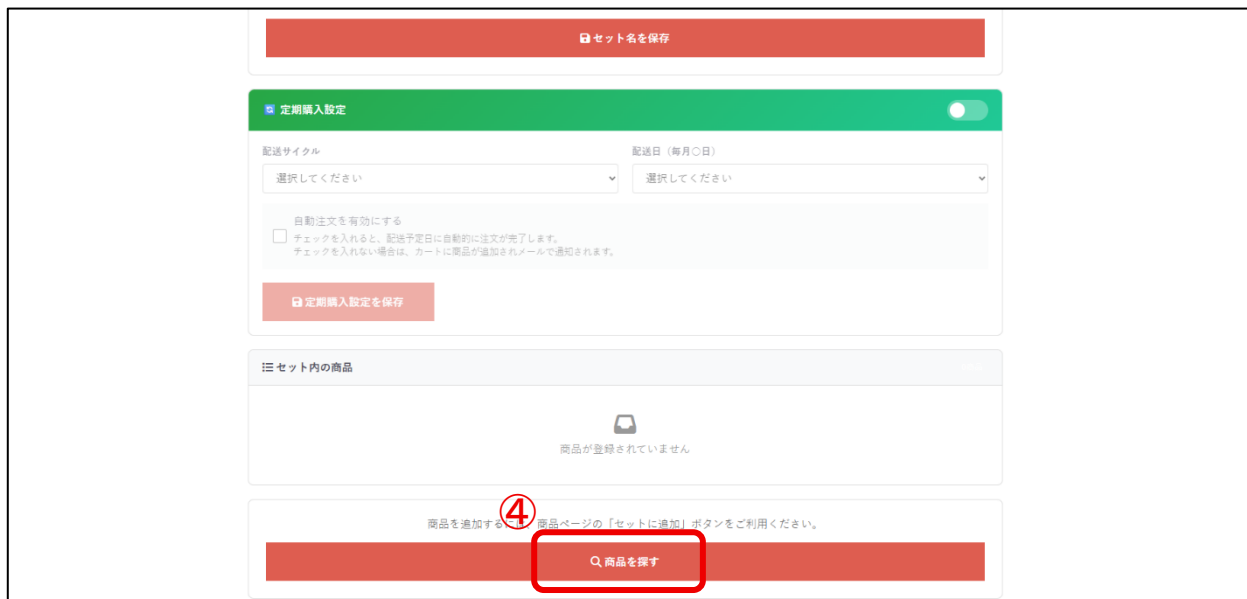 セット名を保存
定期購入設定
配送サイクル
配送日（毎月○日）
選択してください
選択してください
自動注文を有効にする
チェックを入れると、配送予定日に自動的に注文が完了します。
チェックを入れない場合は、カートに商品が追加されメールで通知されます。
定期購入設定を保存
セット内の商品
商品が登録されていません
④
商品を追加するには、商品ページの「セットに追加」ボタンをご利用ください。
商品を探す